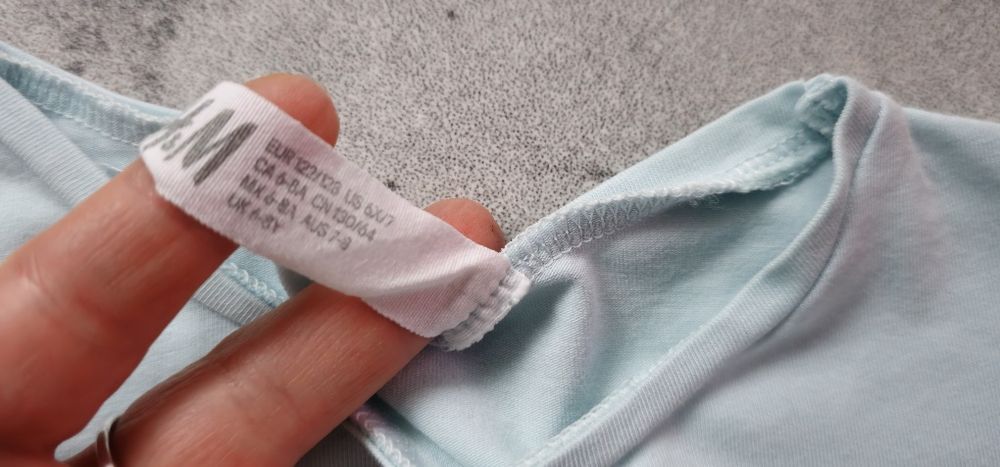 &M
EUR 122/128 US 6X/7
CA 6-8A CN 130/64
MX 6-8A AUS 7-8
UK 6-8Y